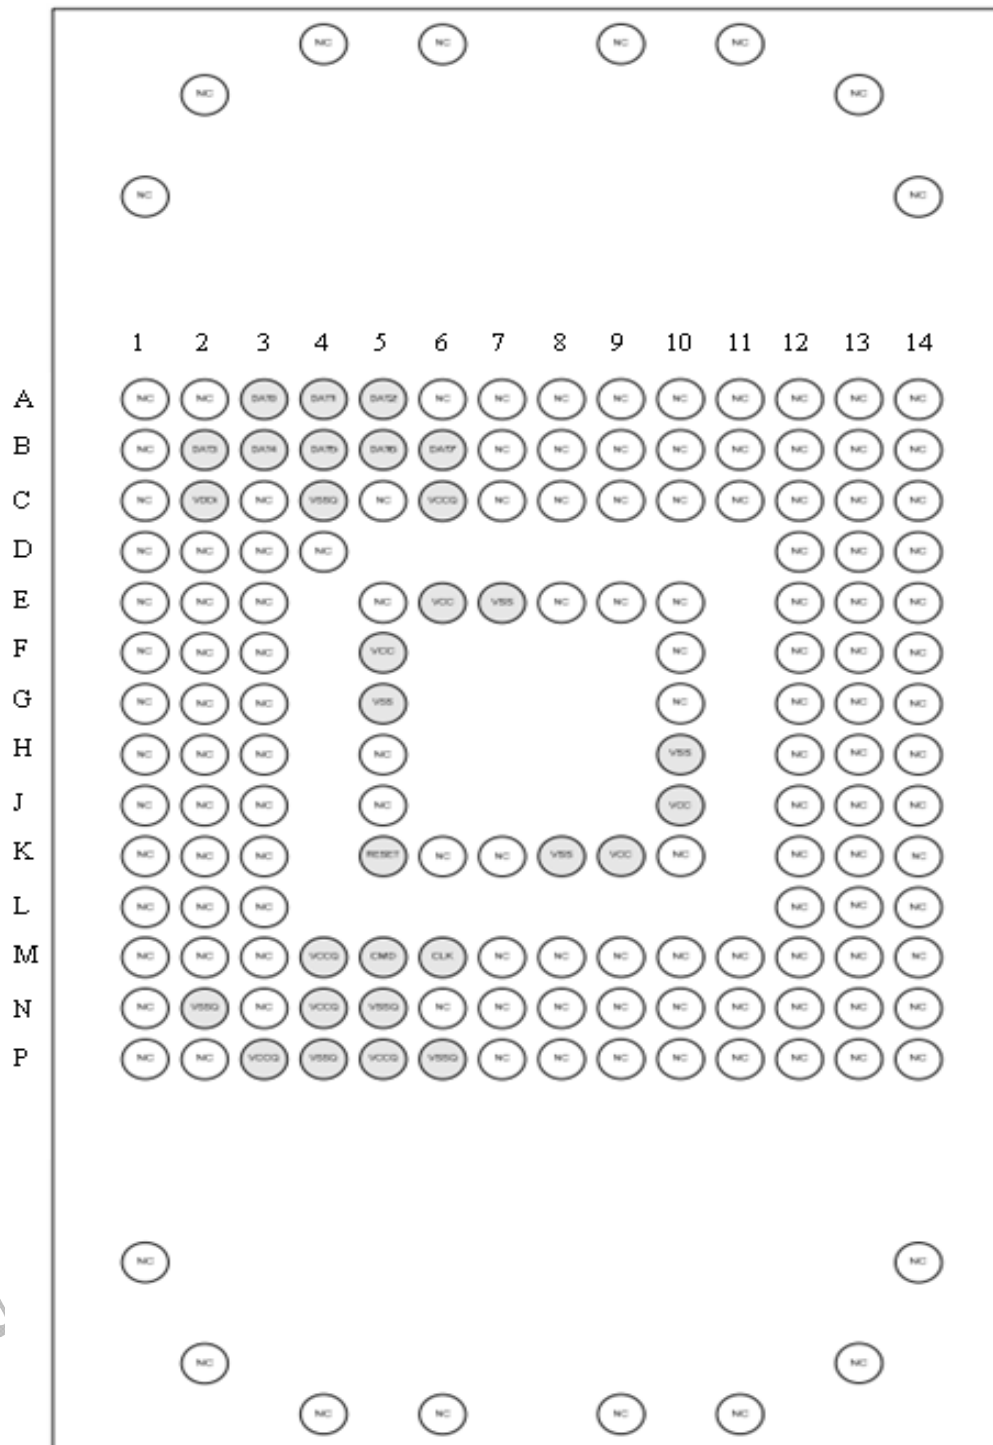 NC NC NC NC
NC NC
NC NC
1 2 3 4 5 6 7 8 9 10 11 12 13 14
A NC NC DAT0 DAT1 DAT2 NC NC NC NC NC NC NC NC NC
B NC DAT3 DAT4 DAT5 DAT6 DAT7 NC NC NC NC NC NC NC NC
C NC VDDI NC VSSQ NC VCCQ NC NC NC NC NC NC NC NC
D NC NC NC NC NC NC NC
E NC NC NC NC VCC VSS NC NC NC NC NC NC
F NC NC NC VCC NC NC NC NC
G NC NC NC VSS NC NC NC NC
H NC NC NC NC VSS NC NC NC
J NC NC NC NC VCC NC NC NC
K NC NC NC RESET NC NC VSS VCC NC NC NC NC
L NC NC NC NC NC NC
M NC NC NC VCCQ CMD CLK NC NC NC NC NC NC NC NC
N NC VSSQ NC VCCQ VSSQ NC NC NC NC NC NC NC NC NC
P NC NC VCCQ VSSQ VCCQ VSSQ NC NC NC NC NC NC NC NC
NC NC
NC NC
NC NC NC NC